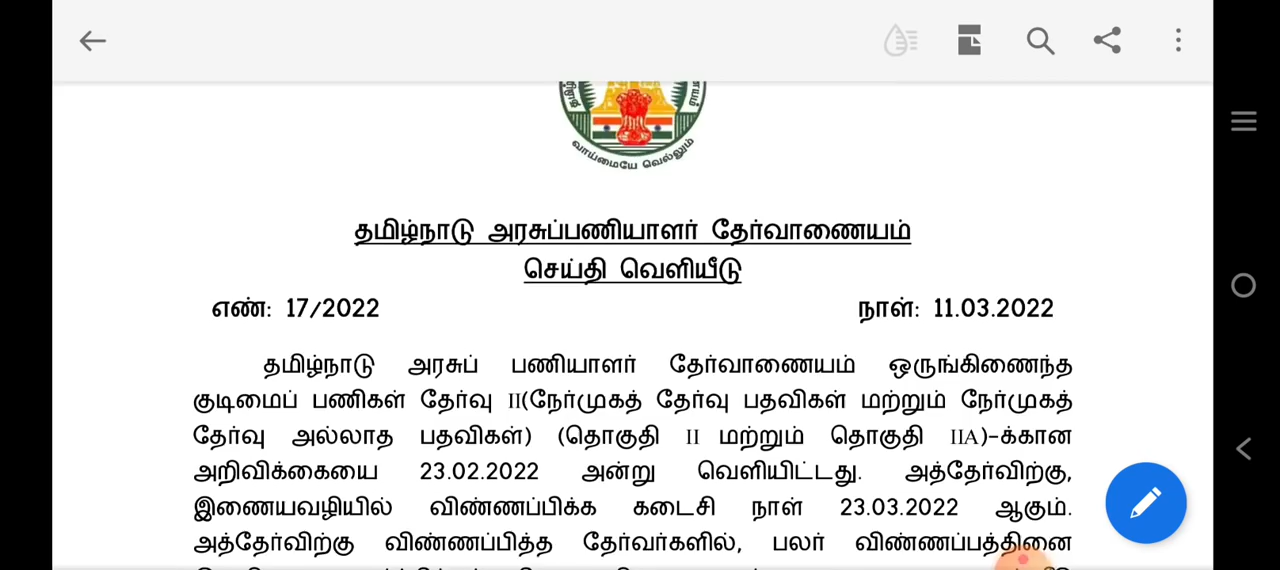 வாய்மையே வெல்லும்
தமிழ்நாடு அரசுப்பணியாளர் தேர்வாணையம்
செய்தி வெளியீடு
எண்: 17/2022 நாள்: 11.03.2022
தமிழ்நாடு அரசுப் பணியாளர் தேர்வாணையம் ஒருங்கிணைந்த
குடிமைப் பணிகள் தேர்வு II(நேர்முகத் தேர்வு பதவிகள் மற்றும் நேர்முகத்
தேர்வு அல்லாத பதவிகள்) (தொகுதி II மற்றும் தொகுதி IIA)-க்கான
அறிவிக்கையை 23.02.2022 அன்று வெளியிட்டது. அத்தேர்விற்கு,
இணையவழியில் விண்ணப்பிக்க கடைசி நாள் 23.03.2022 ஆகும்.
அத்தேர்விற்கு விண்ணப்பித்த தேர்வர்களில், பலர் விண்ணப்பத்தினை